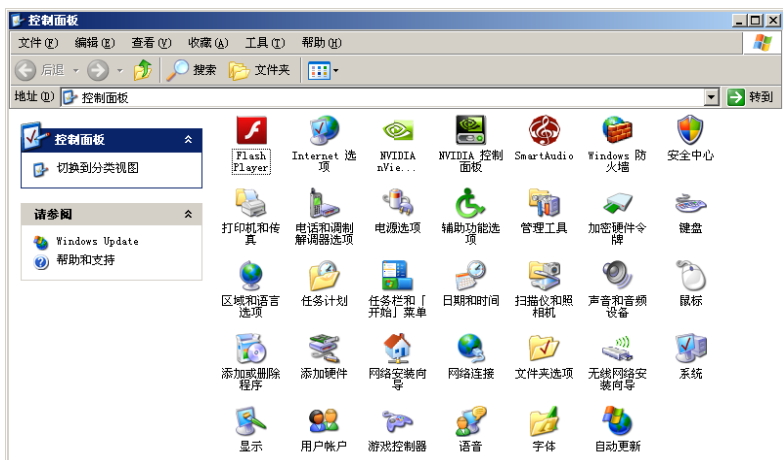 控制面板
文件(F) 编辑(E) 查看(V) 收藏(A) 工具(T) 帮助(H)
后退 搜索 文件夹
地址(D) 控制面板 转到
控制面板
切换到分类视图
请参阅
Windows Update
帮助和支持
Flash Player
Internet 选项
NVIDIA nVie...
NVIDIA 控制面板
SmartAudio
Windows 防火墙
安全中心
打印机和传真
电话和调制解调器选项
电源选项
辅助功能选项
管理工具
加密硬件令牌
键盘
区域和语言选项
任务计划
任务栏和「开始」菜单
日期和时间
扫描仪和照相机
声音和音频设备
鼠标
添加或删除程序
添加硬件
网络安装向导
网络连接
文件夹选项
无线网络安装向导
系统
显示
用户帐户
游戏控制器
语音
字体
自动更新